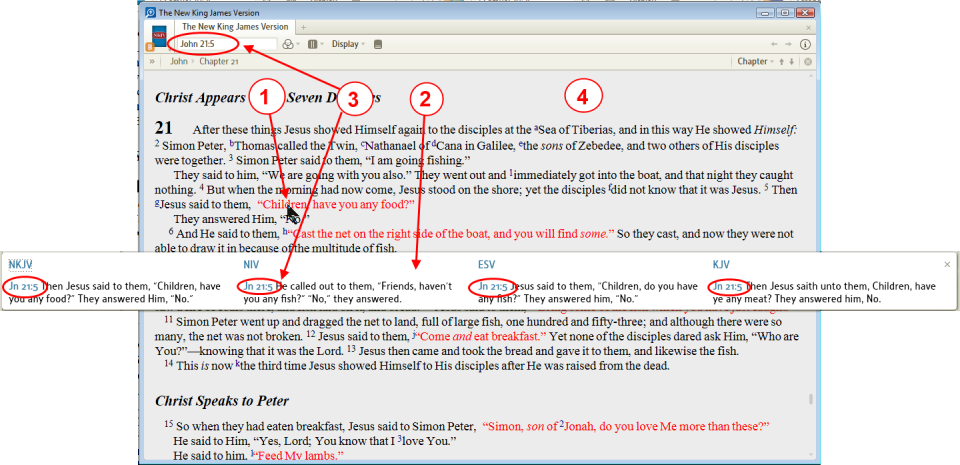 The New King James Version
The New King James Version +
NKJV
John 21:5
Display
» John > Chapter 21
Chapter
Christ Appears Seven D es
1 3 2 4
21 After these things Jesus showed Himself again to the disciples at the aSea of Tiberias, and in this way He showed Himself:
2 Simon Peter, bThomas called the Twin, cNathanael of dCana in Galilee, ethe sons of Zebedee, and two others of His disciples
were together. 3 Simon Peter said to them, “I am going fishing.”
They said to him, “We are going with you also.” They went out and 1immediately got into the boat, and that night they caught
nothing. 4 But when the morning had now come, Jesus stood on the shore; yet the disciples fdid not know that it was Jesus. 5 Then
gJesus said to them, “Children, have you any food?”
They answered Him, “No.”
6 And He said to them, h“Cast the net on the right side of the boat, and you will find some.” So they cast, and now they were not
able to draw it in because of the multitude of fish.
NKJV NIV ESV KJV
Jn 21:5 Then Jesus said to them, “Children, have
you any food?” They answered Him, “No.”
Jn 21:5 He called out to them, “Friends, haven’t
you any fish?” “No,” they answered.
Jn 21:5 Jesus said to them, “Children, do you have
any fish?” They answered him, “No.”
Jn 21:5 Then Jesus saith unto them, Children, have
ye any meat? They answered him, No.
11 Simon Peter went up and dragged the net to land, full of large fish, one hundred and fifty-three; and although there were so
many, the net was not broken. 12 Jesus said to them, j“Come and eat breakfast.” Yet none of the disciples dared ask Him, “Who are
You?”—knowing that it was the Lord. 13 Jesus then came and took the bread and gave it to them, and likewise the fish.
14 This is now kthe third time Jesus showed Himself to His disciples after He was raised from the dead.
Christ Speaks to Peter
15 So when they had eaten breakfast, Jesus said to Simon Peter, “Simon, son of 2Jonah, do you love Me more than these?”
He said to Him, “Yes, Lord; You know that I 3love You.”
He said to him, “Feed My lambs.”